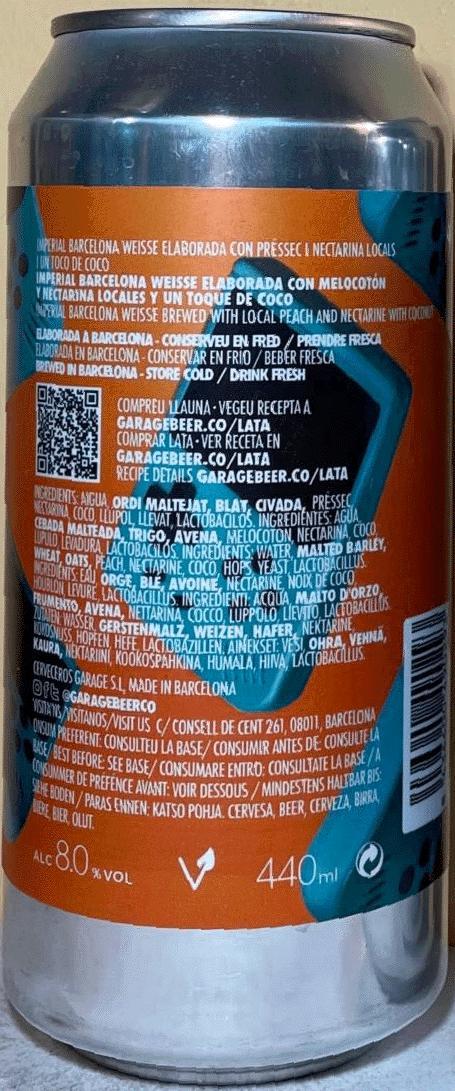 IMPERIAL BARCELONA WEISSE ELABORADA CON PRÉSSEC I NECTARINA LOCALS
I UN TOCO DE COCO
IMPERIAL BARCELONA WEISSE ELABORADA CON MELOCOTÓN
Y NECTARINA LOCALES Y UN TOQUE DE COCO
IMPERIAL BARCELONA WEISSE BREWED WITH LOCAL PEACH AND NECTARINE WITH COCONUT
ELABORADA A BARCELONA - CONSERVEU EN FRED / PRENDRE FRESCA
ELABORADA EN BARCELONA - CONSERVAR EN FRÍO / BEBER FRESCA
BREWED IN BARCELONA - STORE COLD / DRINK FRESH
COMPREU LLAUNA · VEGEU RECEPTA A
GARAGEBEER.CO/LATA
COMPRAR LATA · VER RECETA EN
GARAGEBEER.CO/LATA
RECIPE DETAILS GARAGEBEER.CO/LATA
INGREDIENTS: AIGUA, ORDI MALTEJAT, BLAT, CIVADA, PRÉSSEC,
NECTARINA, COCO, LLÚPOL, LLEVAT, LACTOBACILOS. INGREDIENTES: AGUA,
CEBADA MALTEADA, TRIGO, AVENA, MELOCOTON, NECTARINA, COCO,
LÚPULO, LEVADURA, LACTOBACILOS. INGREDIENTS: WATER, MALTED BARLEY,
WHEAT, OATS, PEACH, NECTARINE, COCO, HOPS, YEAST, LACTOBACILLUS.
INGREDIENTS: EAU, ORGE, BLÉ, AVOINE, NECTARINE, NOIX DE COCO,
HOUBLON, LEVURE, LACTOBACILLUS. INGREDIENTI: ACQUA, MALTO D'ORZO,
FRUMENTO, AVENA, NETTARINA, COCCO, LUPPOLO, LIEVITO, LACTOBACILLUS.
ZUTATEN: WASSER, GERSTENMALZ, WEIZEN, HAFER, NEKTARINE,
KOKOSNUSS, HOPFEN, HEFE, LACTOBAZILLEN. AINEKSET: VESI, OHRA, VEHNÄ,
KAURA, NEKTARIINI, KOOKOSPÄHKINA, HUMALA, HIIVA, LACTOBACILLUS.
CERVECEROS GARAGE S.L, MADE IN BARCELONA
@GARAGEBEERCO
VISITA'NS/VISITANOS/VISIT US C/ CONSELL DE CENT 261, 08011, BARCELONA
CONSUM PREFERENT: CONSULTEU LA BASE/ CONSUMIR ANTES DE: CONSULTE LA
BASE/ BEST BEFORE: SEE BASE/ CONSUMARE ENTRO: CONSULTATE LA BASE / A
CONSUMMER DE PRÉFÉNCE AVANT: VOIR DESSOUS / MINDESTENS HALTBAR BIS:
SIEHE BODEN / PARAS ENNEN: KATSO POHJA. CERVESA, BEER, CERVEZA, BIRRA,
BIÈRE, BIER, OLUT.
ALC 8.0 % VOL
440ml